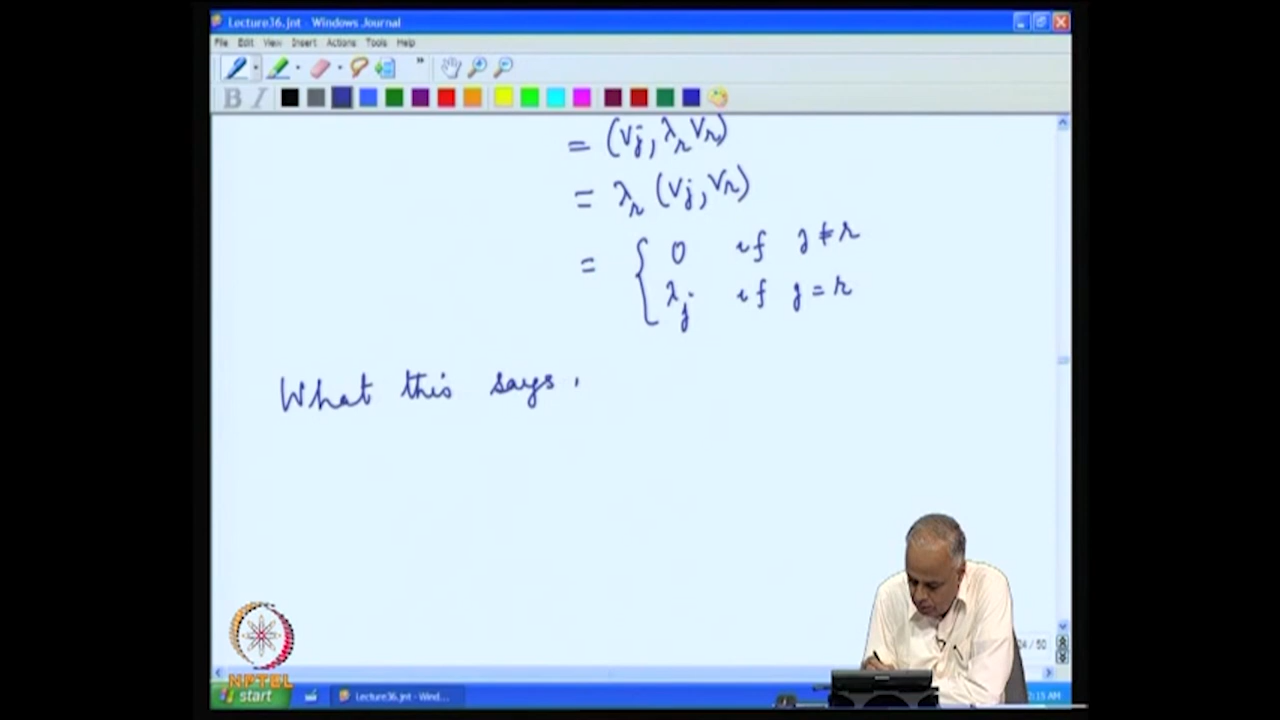 Lecture36.jnt - Windows Journal
File Edit View Insert Actions Tools Help
B I
= (vj, λr vr)
= λr (vj, vr)
= { 0 if j ≠ r
λj if j = r
What this says
NPTEL
start Lecture36.jnt - Wind...